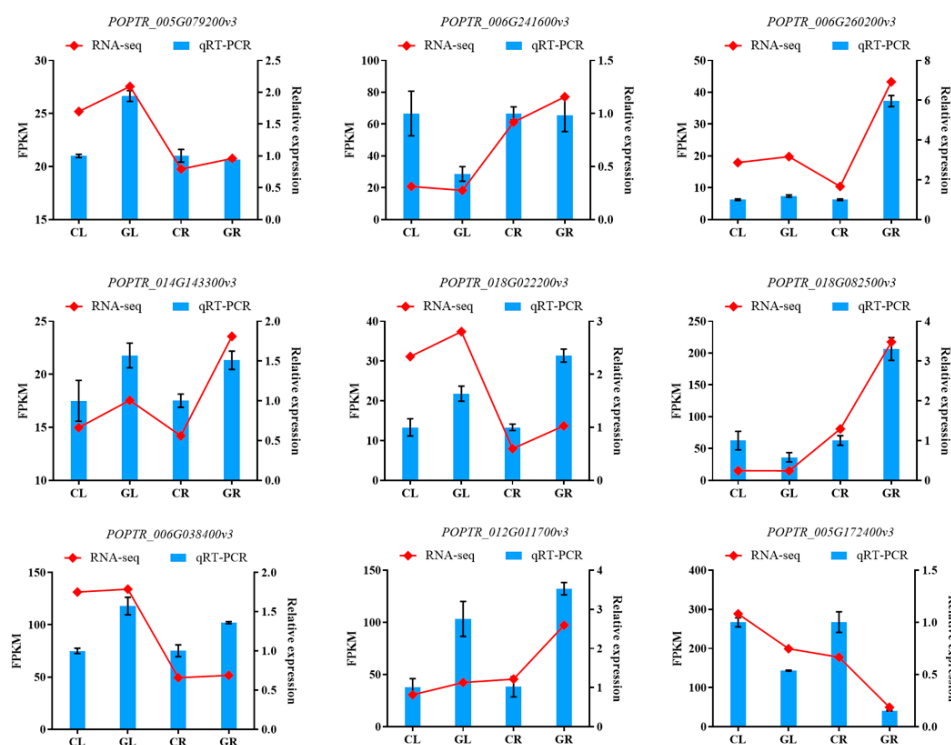 POPTR_005G079200v3
RNA-seq qRT-PCR
30
25
20
15
FPKM
2.5
2.0
1.5
1.0
0.5
0.0
Relative expression
CL GL CR GR
POPTR_006G241600v3
RNA-seq qRT-PCR
100
80
60
40
20
0
FPKM
1.5
1.0
0.5
0.0
Relative expression
CL GL CR GR
POPTR_006G260200v3
RNA-seq qRT-PCR
50
40
30
20
10
0
FPKM
8
6
4
2
0
Relative expression
CL GL CR GR
POPTR_014G143300v3
RNA-seq qRT-PCR
25
20
15
10
FPKM
2.0
1.5
1.0
0.5
0.0
Relative expression
CL GL CR GR
POPTR_018G022200v3
RNA-seq qRT-PCR
40
30
20
10
0
FPKM
3
2
1
0
Relative expression
CL GL CR GR
POPTR_018G082500v3
RNA-seq qRT-PCR
250
200
150
100
50
0
FPKM
4
3
2
1
0
Relative expression
CL GL CR GR
POPTR_006G038400v3
RNA-seq qRT-PCR
150
100
50
0
FPKM
2.0
1.5
1.0
0.5
0.0
Relative expression
CL GL CR GR
POPTR_012G011700v3
RNA-seq qRT-PCR
150
100
50
0
FPKM
4
3
2
1
0
Relative expression
CL GL CR GR
POPTR_005G172400v3
RNA-seq qRT-PCR
400
300
200
100
0
FPKM
1.5
1.0
0.5
0.0
Relative expression
CL GL CR GR